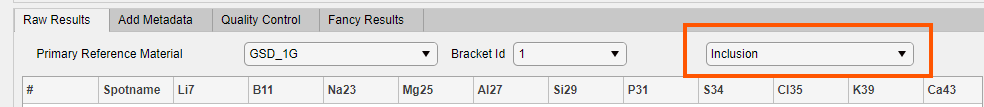 Raw Results Add Metadata Quality Control Fancy Results
Primary Reference Material GSD_1G Bracket Id 1 Inclusion
# Spotname Li7 B11 Na23 Mg25 Al27 Si29 P31 S34 Cl35 K39 Ca43